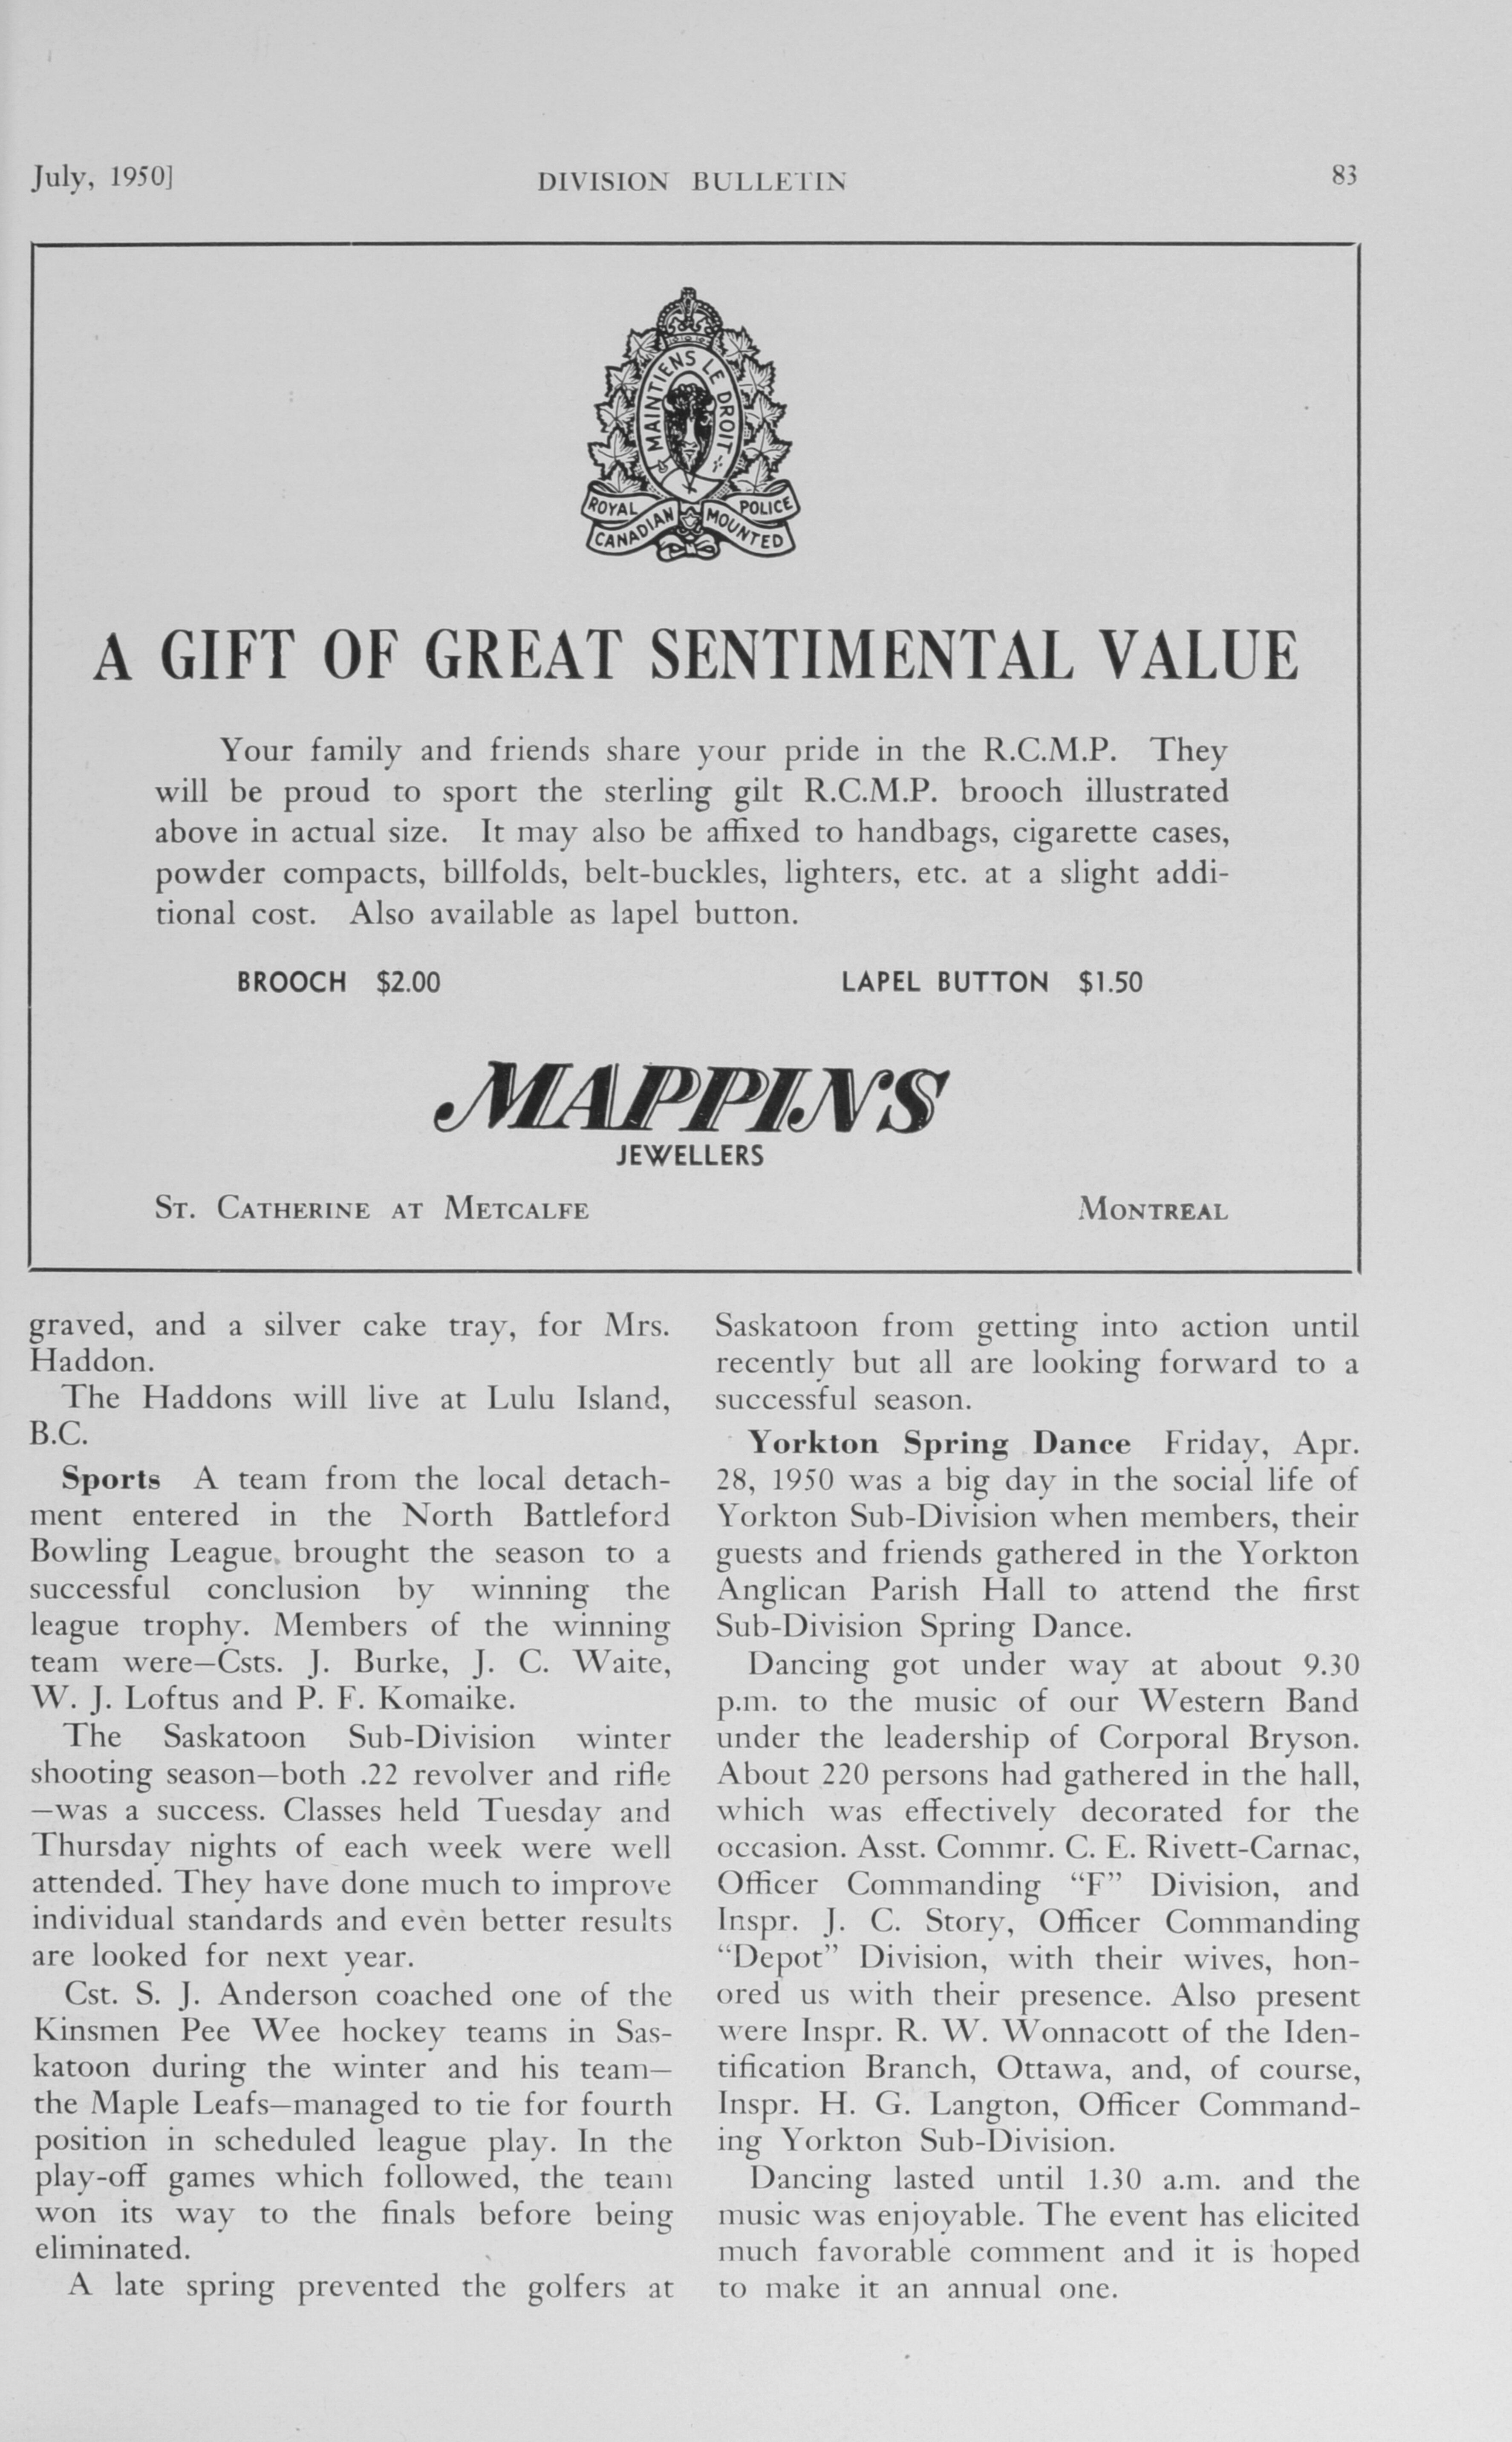 July, 1950]
DIVISION BULLETIN
83
MAINTIENS LE DROIT
ROYAL CANADIAN MOUNTED POLICE
A GIFT OF GREAT SENTIMENTAL VALUE
Your family and friends share your pride in the R.C.M.P. They
will be proud to sport the sterling gilt R.C.M.P. brooch illustrated
above in actual size. It may also be affixed to handbags, cigarette cases,
powder compacts, billfolds, belt-buckles, lighters, etc. at a slight addi-
tional cost. Also available as lapel button.
BROOCH $2.00
LAPEL BUTTON $1.50
MAPPINS
JEWELLERS
ST. CATHERINE AT METCALFE
MONTREAL
graved, and a silver cake tray, for Mrs.
Haddon.
The Haddons will live at Lulu Island,
B.C.
Sports A team from the local detach-
ment entered in the North Battleford
Bowling League, brought the season to a
successful conclusion by winning the
league trophy. Members of the winning
team were—Csts. J. Burke, J. C. Waite,
W. J. Loftus and P. F. Komaike.
The Saskatoon Sub-Division winter
shooting season—both .22 revolver and rifle
—was a success. Classes held Tuesday and
Thursday nights of each week were well
attended. They have done much to improve
individual standards and even better results
are looked for next year.
Cst. S. J. Anderson coached one of the
Kinsmen Pee Wee hockey teams in Sas-
katoon during the winter and his team—
the Maple Leafs—managed to tie for fourth
position in scheduled league play. In the
play-off games which followed, the team
won its way to the finals before being
eliminated.
A late spring prevented the golfers at
Saskatoon from getting into action until
recently but all are looking forward to a
successful season.
Yorkton Spring Dance Friday, Apr.
28, 1950 was a big day in the social life of
Yorkton Sub-Division when members, their
guests and friends gathered in the Yorkton
Anglican Parish Hall to attend the first
Sub-Division Spring Dance.
Dancing got under way at about 9.30
p.m. to the music of our Western Band
under the leadership of Corporal Bryson.
About 220 persons had gathered in the hall,
which was effectively decorated for the
occasion. Asst. Commr. C. E. Rivett-Carnac,
Officer Commanding “F” Division, and
Inspr. J. C. Story, Officer Commanding
“Depot” Division, with their wives, hon-
ored us with their presence. Also present
were Inspr. R. W. Wonnacott of the Iden-
tification Branch, Ottawa, and, of course,
Inspr. H. G. Langton, Officer Command-
ing Yorkton Sub-Division.
Dancing lasted until 1.30 a.m. and the
music was enjoyable. The event has elicited
much favorable comment and it is hoped
to make it an annual one.